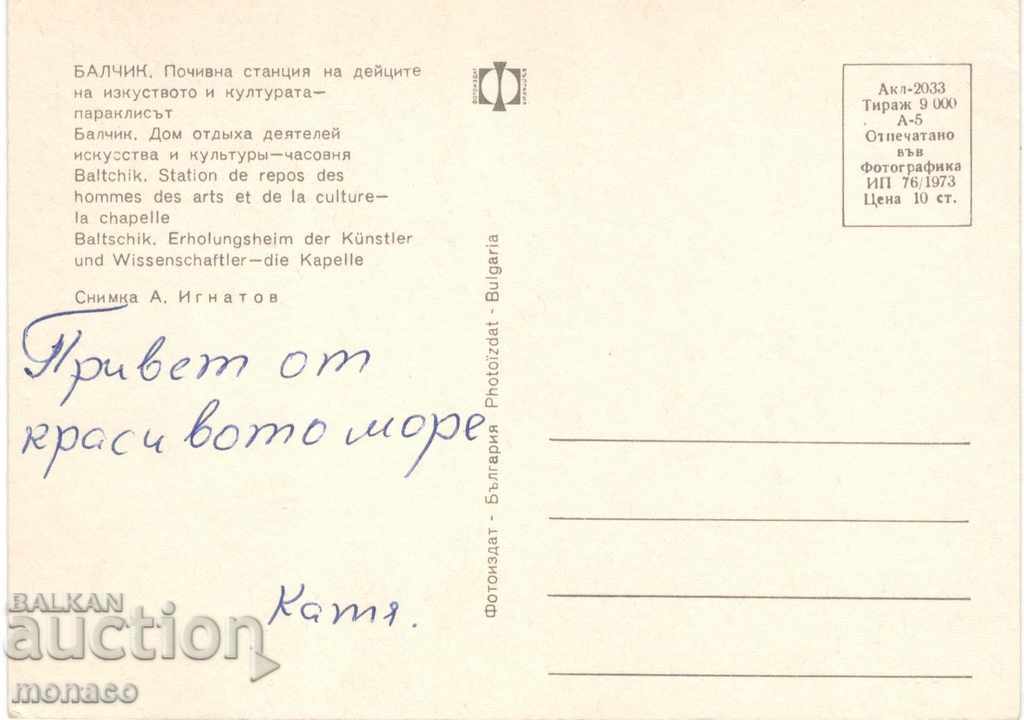 БАЛЧИК. Почивна станция на дейците
на изкуството и културата—
параклисът
Балчик. Дом отдыха деятелей
искусства и культуры—часовня
Baltchik. Station de repos des
hommes des arts et de la culture—
la chapelle
Baltschik. Erholungsheim der Künstler
und Wissenschaftler—die Kapelle
Снимка А. Игнатов
Привет от
красивото море
Катя.
Фотоиздат - България Photoïzdat - Bulgaria
Акл-2033
Тираж 9 000
А-5
Отпечатано
във
Фотографика
ИП 76/1973
Цена 10 ст.
BALKAN
auction
monaco